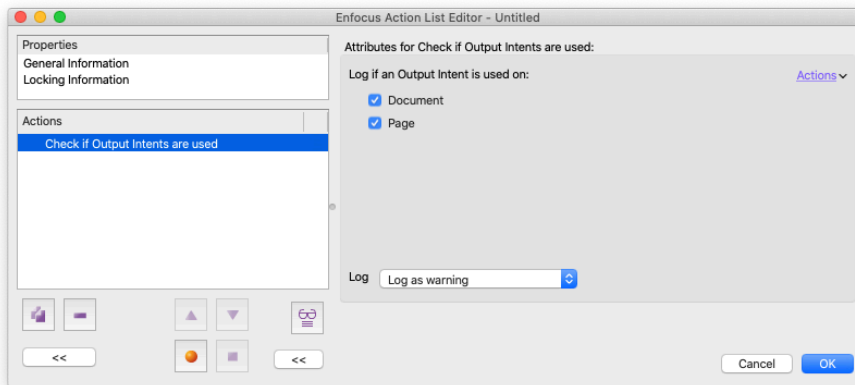 Enfocus Action List Editor - Untitled
Properties
General Information
Locking Information
Actions
Check if Output Intents are used
<<
<<
Attributes for Check if Output Intents are used:
Log if an Output Intent is used on:
Actions
Document
Page
Log
Log as warning
Cancel
OK